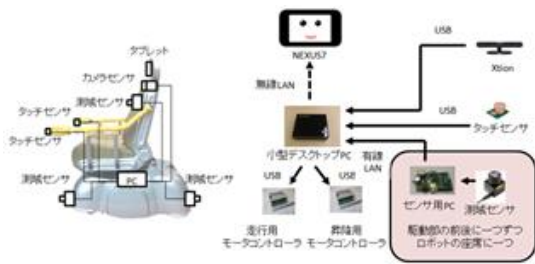 タブレット
カメラセンサ
測域センサ
タッチセンサ
タッチセンサ
PC
測域センサ
測域センサ
NEXUS7
無線LAN
小型デスクトップPC
USB
Xtion
USB
タッチセンサ
有線
LAN
USB
USB
走行用
モータコントローラ
昇降用
モータコントローラ
センサ用PC
測域センサ
駆動部の前後に一つずつ
ロボットの座席に一つ